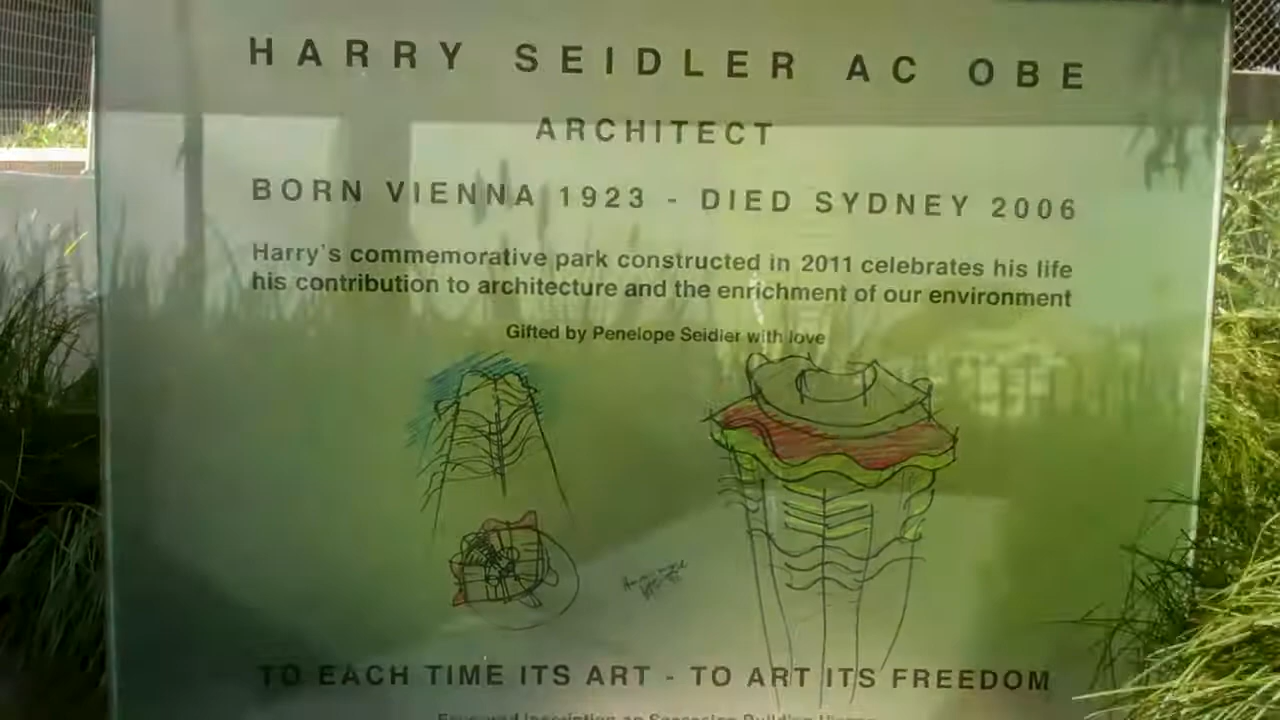 HARRY SEIDLER AC OBE
ARCHITECT
BORN VIENNA 1923 - DIED SYDNEY 2006
Harry's commemorative park constructed in 2011 celebrates his life
his contribution to architecture and the enrichment of our environment
Gifted by Penelope Seidler with love
TO EACH TIME ITS ART - TO ART ITS FREEDOM